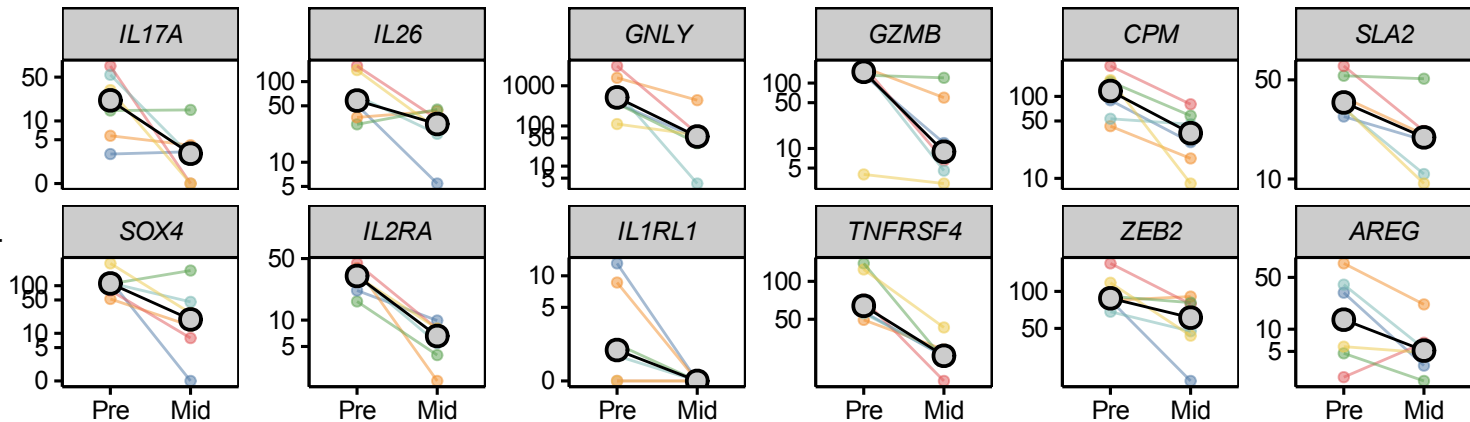 IL17A IL26 GNLY GZMB CPM SLA2
50 10 5 0
100 50 10 5
1000 100 50 10 5
100 50 10 5
100 50 10
50 10
SOX4 IL2RA IL1RL1 TNFRSF4 ZEB2 AREG
100 50 10 5 0
50 10 5
10 5 0
100 50
100 50
50 10 5
Pre Mid Pre Mid Pre Mid Pre Mid Pre Mid Pre Mid